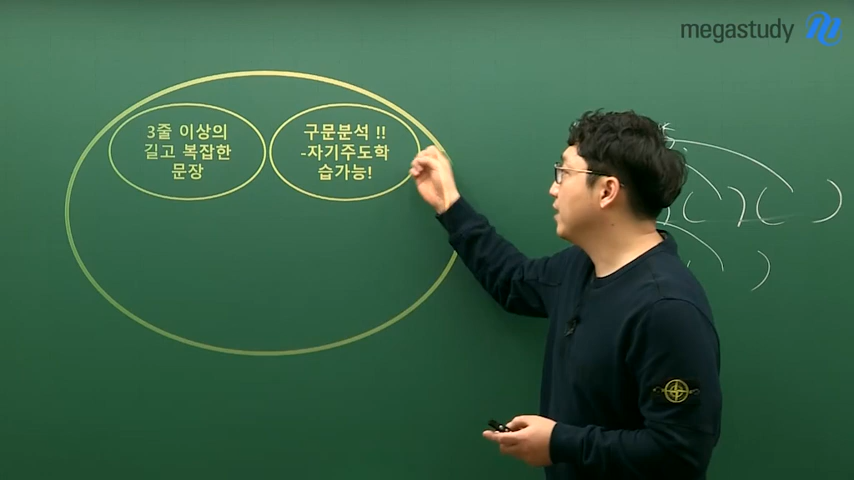 megastudy
3줄 이상의
길고 복잡한
문장
구문분석 !!
-자기주도학
습가능!